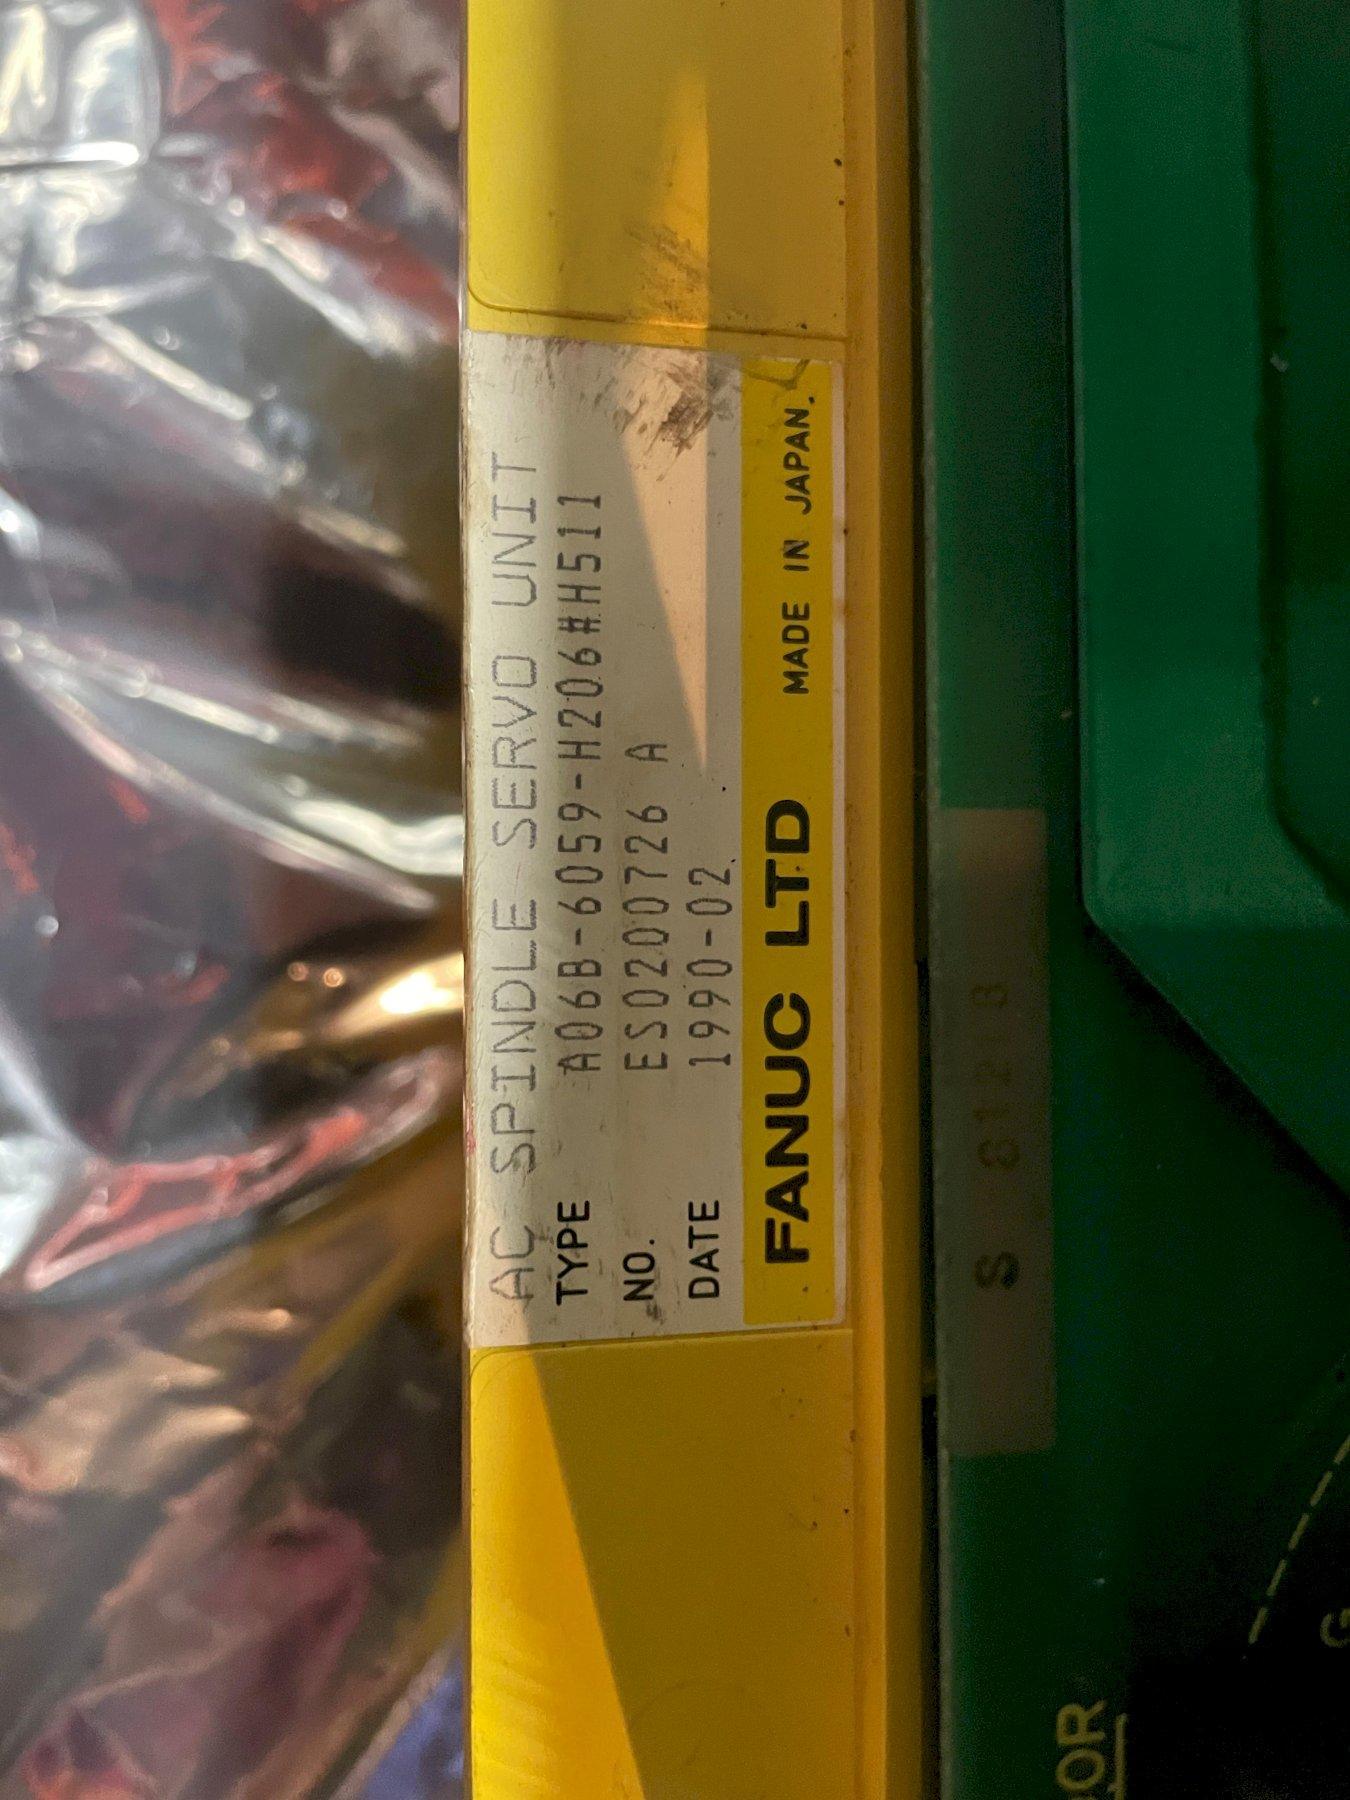 AC SPINDLE SERVO UNIT
TYPE A06B-6059-H206#H511
NO. ES0200726 A
DATE 1990-02
FANUC LTD MADE IN JAPAN.